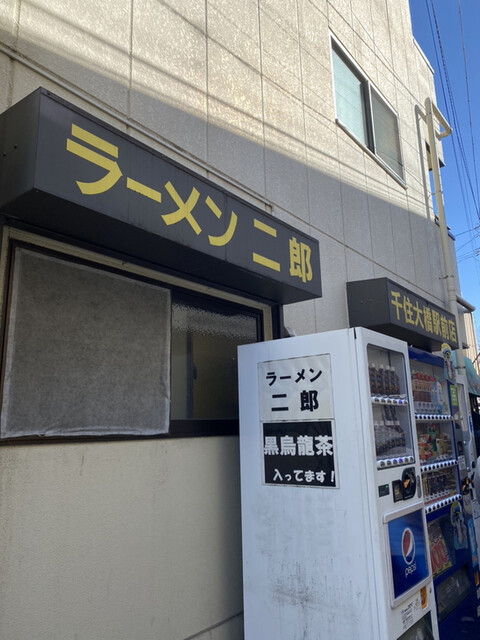 ラーメン 二郎
千住大橋駅前店
ラーメン
二郎
黒烏龍茶
入ってます!
pepsi